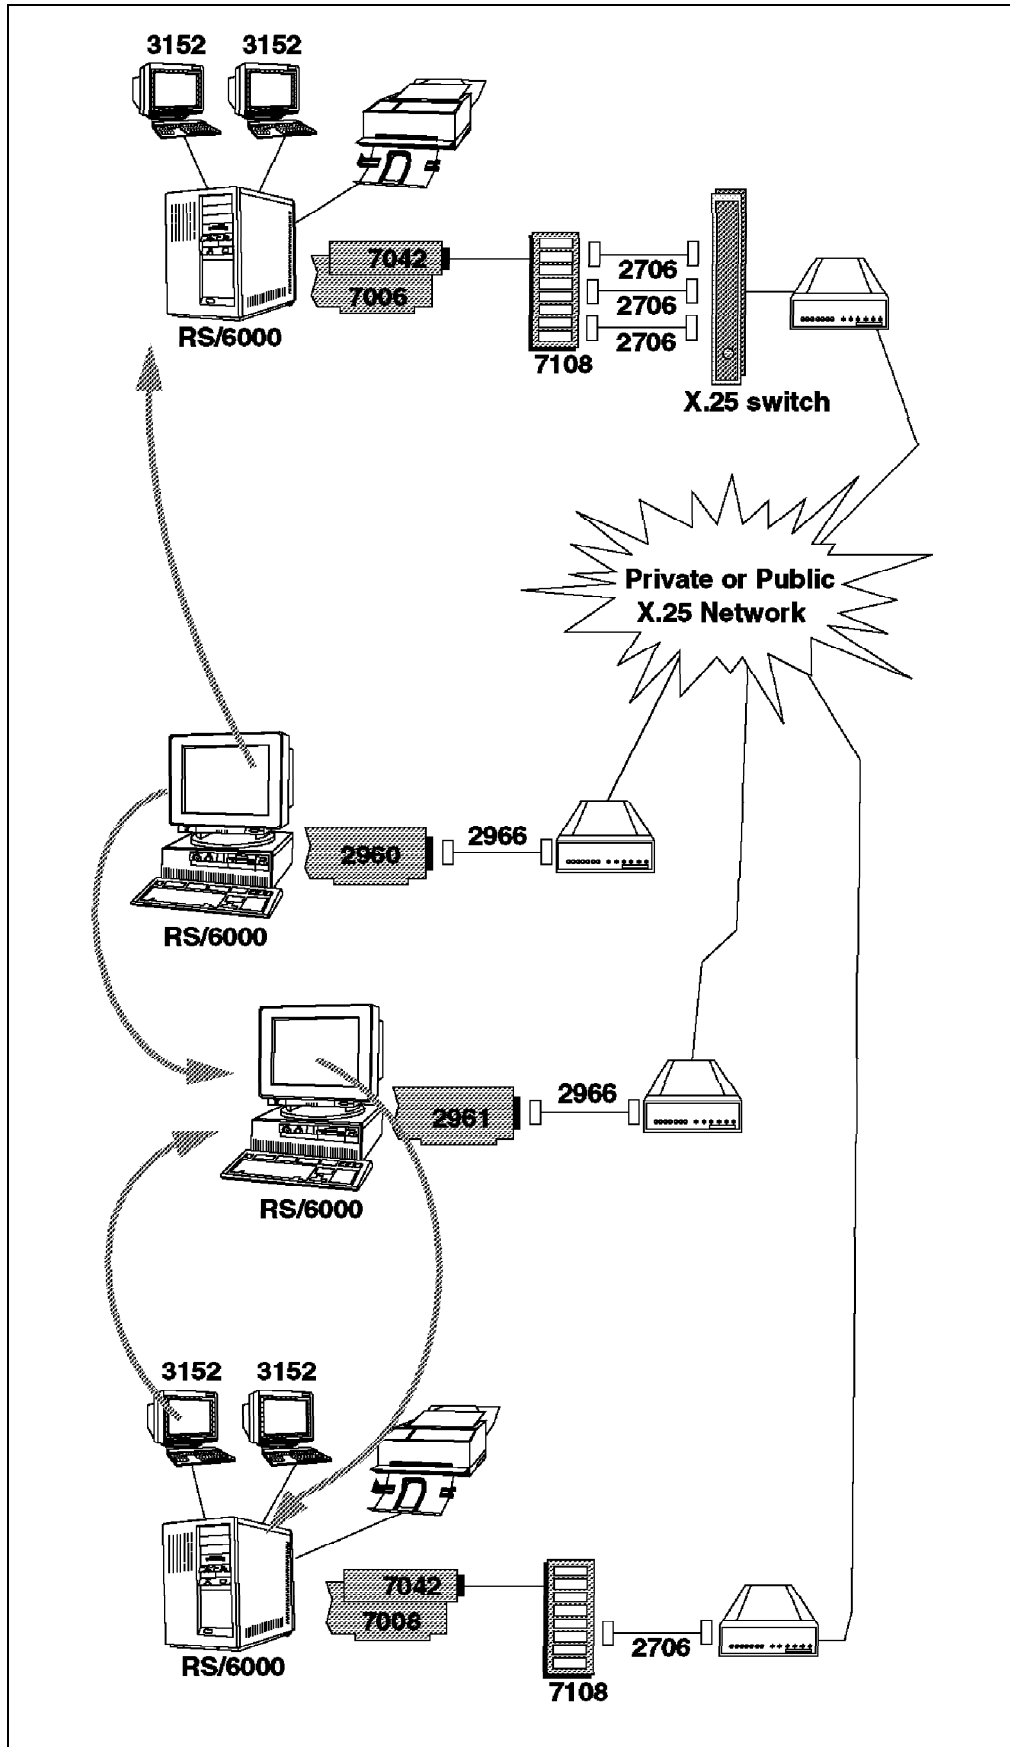 3152 3152
7042
7006
2706
2706
2706
RS/6000
7108
X.25 switch
Private or Public
X.25 Network
2966
2960
RS/6000
2966
2961
RS/6000
3152 3152
7042
7008
2706
RS/6000
7108